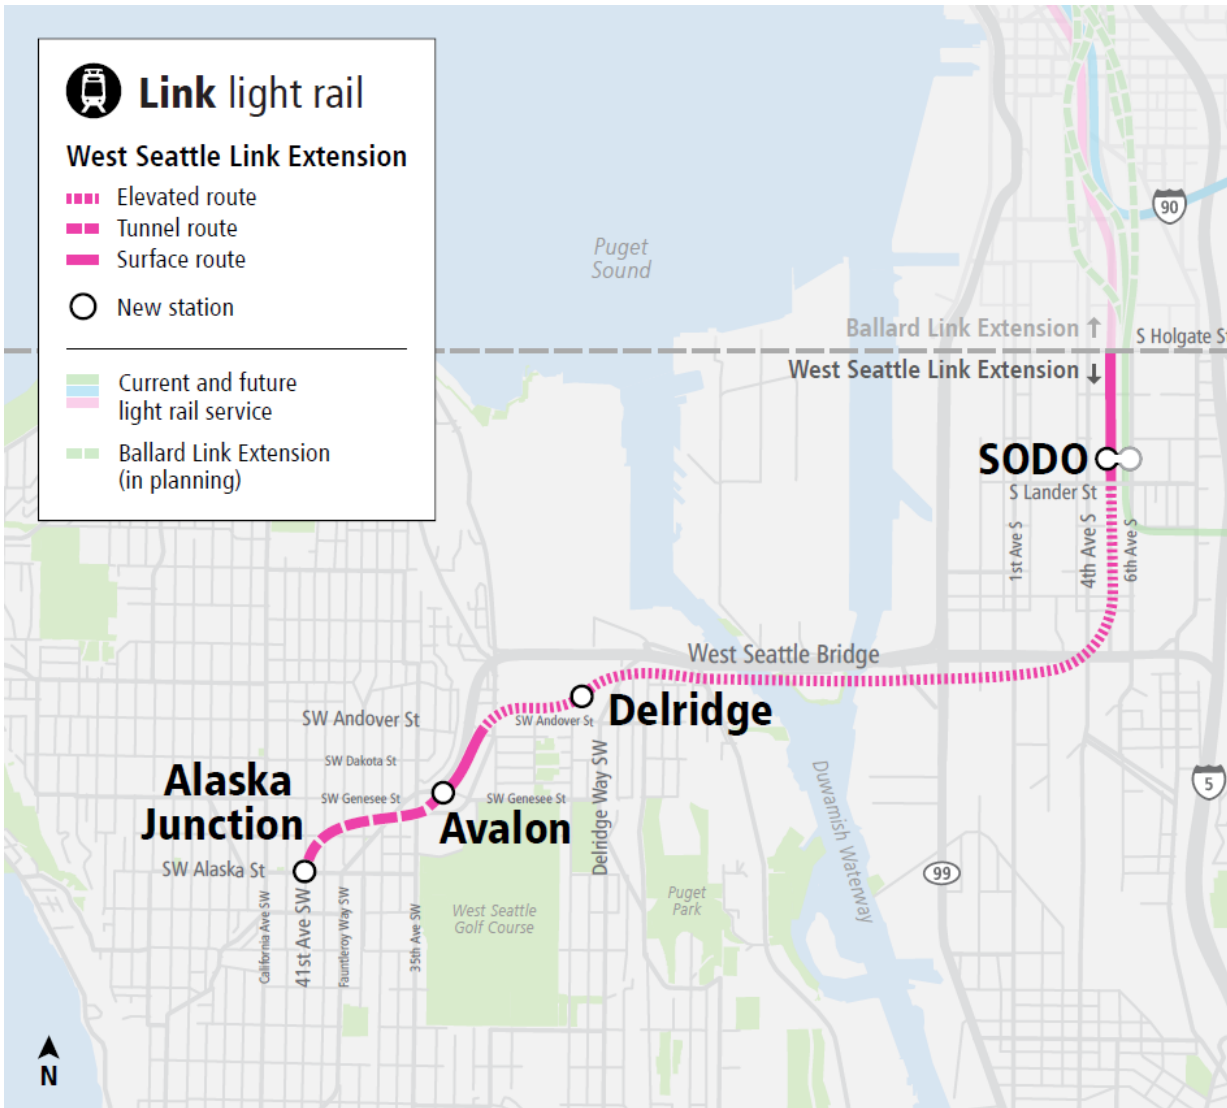 Link light rail
West Seattle Link Extension
Elevated route
Tunnel route
Surface route
New station
Current and future
light rail service
Ballard Link Extension
(in planning)
90
Puget
Sound
Ballard Link Extension ↑
S Holgate St
West Seattle Link Extension ↓
SODO
S Lander St
1st Ave S
4th Ave S
6th Ave S
West Seattle Bridge
Delridge
SW Andover St
SW Andover St
SW Dakota St
Alaska
Junction
SW Genesee St
SW Genesee St
Avalon
Delridge Way SW
Duwamish Waterway
5
SW Alaska St
99
California Ave SW
41st Ave SW
Fauntleroy Way SW
35th Ave SW
West Seattle
Golf Course
Puget
Park
N